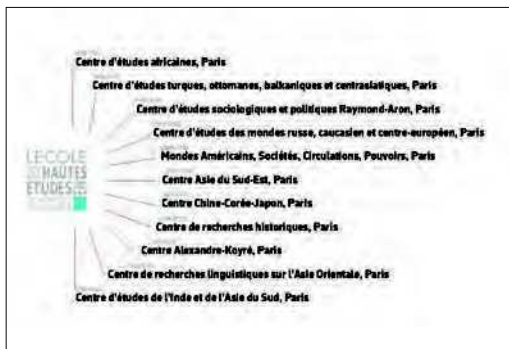 Centre d'études africaines, Paris
Centre d'études turques, ottomanes, balkaniques et centrasiatiques, Paris
Centre d'études sociologiques et politiques Raymond-Aron, Paris
Centre d'études des mondes russe, caucasien et centre-européen, Paris
Mondes Américains, Sociétés, Circulations, Pouvoirs, Paris
Centre Asie du Sud-Est, Paris
Centre Chine-Corée-Japon, Paris
Centre de recherches historiques, Paris
Centre Alexandre-Koyré, Paris
Centre de recherches linguistiques sur l'Asie Orientale, Paris
Centre d'études de l'Inde et de l'Asie du Sud, Paris
L'ECOLE
DES HAUTES
ETUDES EN